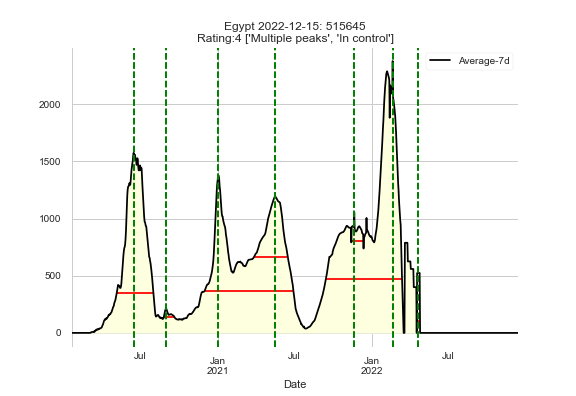 Egypt 2022-12-15: 515645
Rating:4 ['Multiple peaks', 'In control']
Average-7d
2000
1500
1000
500
0
Jul
Jan
2021
Jul
Jan
2022
Jul
Date